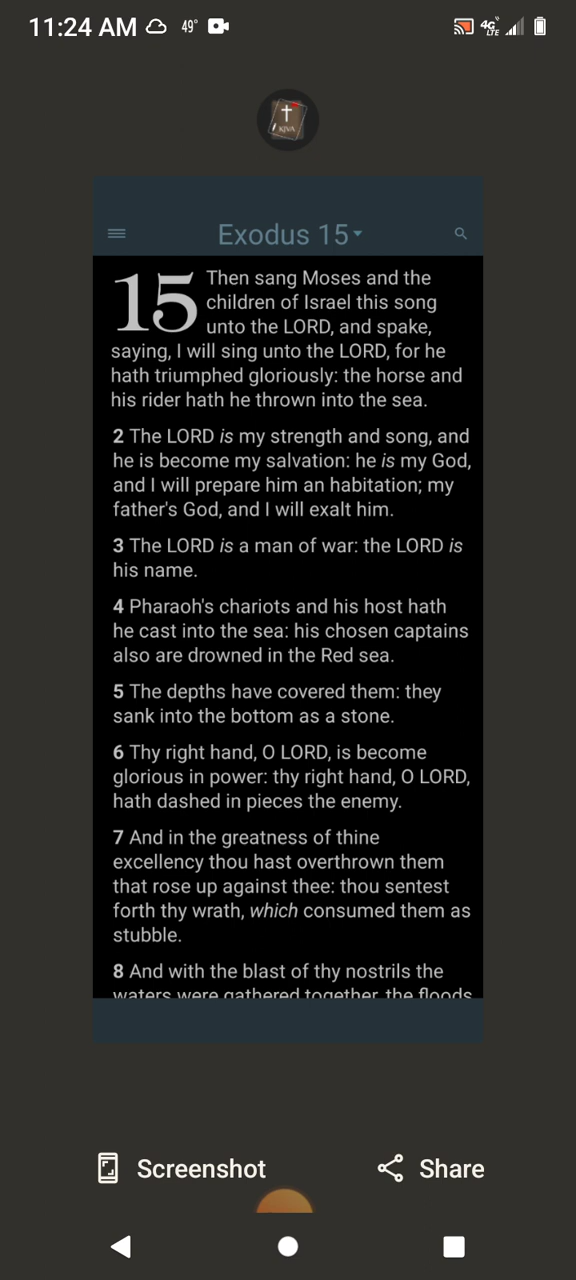 11:24 AM 49° 4G LTE
KJVA
Exodus 15
15 Then sang Moses and the
children of Israel this song
unto the LORD, and spake,
saying, I will sing unto the LORD, for he
hath triumphed gloriously: the horse and
his rider hath he thrown into the sea.
2 The LORD is my strength and song, and
he is become my salvation: he is my God,
and I will prepare him an habitation; my
father's God, and I will exalt him.
3 The LORD is a man of war: the LORD is
his name.
4 Pharaoh's chariots and his host hath
he cast into the sea: his chosen captains
also are drowned in the Red sea.
5 The depths have covered them: they
sank into the bottom as a stone.
6 Thy right hand, O LORD, is become
glorious in power: thy right hand, O LORD,
hath dashed in pieces the enemy.
7 And in the greatness of thine
excellency thou hast overthrown them
that rose up against thee: thou sentest
forth thy wrath, which consumed them as
stubble.
8 And with the blast of thy nostrils the
waters were gathered together, the floods
Screenshot Share